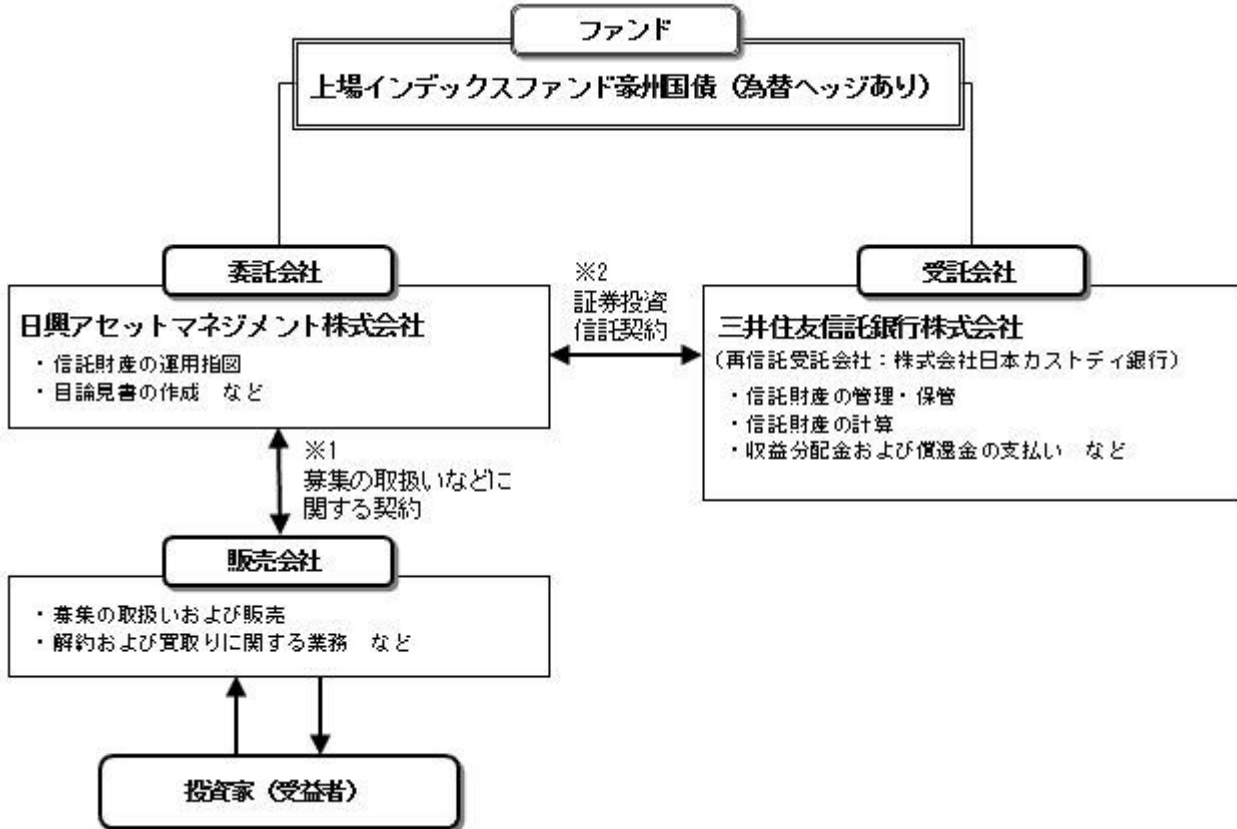 ファンド
上場インデックスファンド豪州国債（為替ヘッジあり）
委託会社
日興アセットマネジメント株式会社
・信託財産の運用指図
・目論見書の作成　など
※2
証券投資
信託契約
受託会社
三井住友信託銀行株式会社
（再信託受託会社：株式会社日本カストディ銀行）
・信託財産の管理・保管
・信託財産の計算
・収益分配金および償還金の支払い　など
※1
募集の取扱いなどに
関する契約
販売会社
・募集の取扱いおよび販売
・解約および買取りに関する業務　など
投資家（受益者）